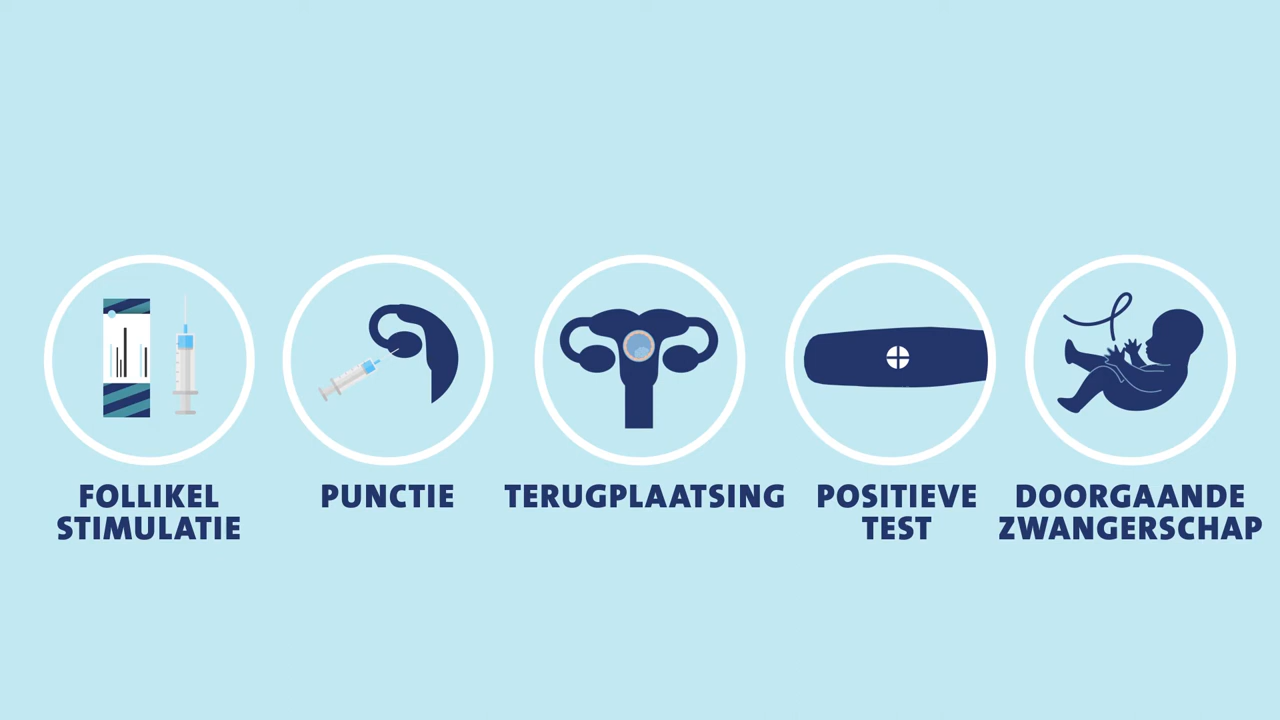 FOLLIKEL
STIMULATIE
PUNCTIE
TERUGPLAATSING
POSITIEVE
TEST
DOORGAANDE
ZWANGERSCHAP